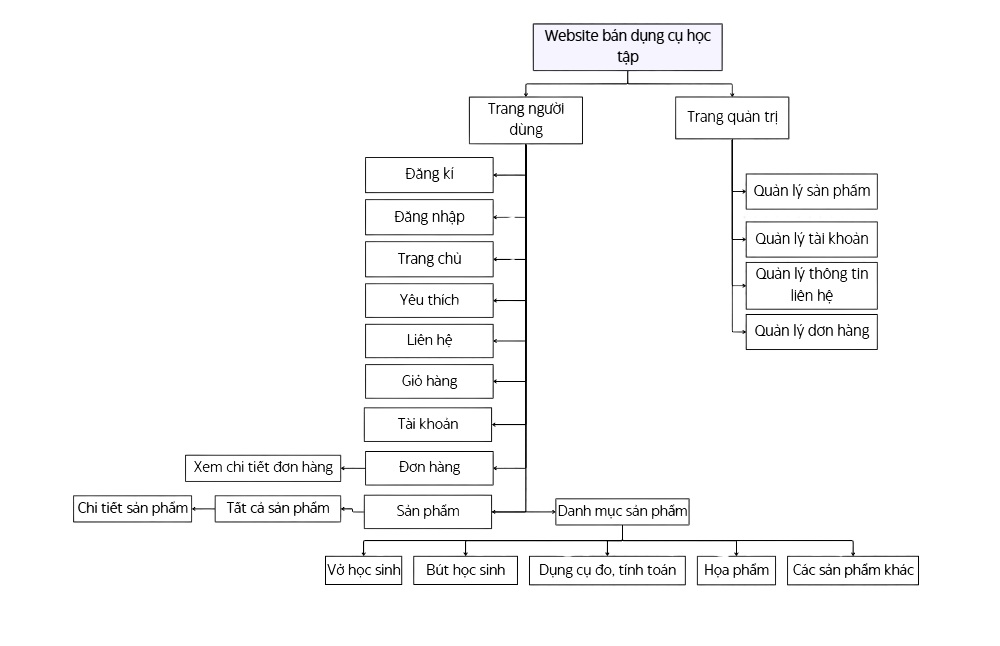 Website bán dụng cụ học
tập
Trang người
dùng
Trang quản trị
Đăng kí
Đăng nhập
Trang chủ
Yêu thích
Liên hệ
Giỏ hàng
Tài khoản
Đơn hàng
Xem chi tiết đơn hàng
Sản phẩm
Tất cả sản phẩm
Chi tiết sản phẩm
Danh mục sản phẩm
Vở học sinh
Bút học sinh
Dụng cụ đo, tính toán
Họa phẩm
Các sản phẩm khác
Quản lý sản phẩm
Quản lý tài khoản
Quản lý thông tin
liên hệ
Quản lý đơn hàng